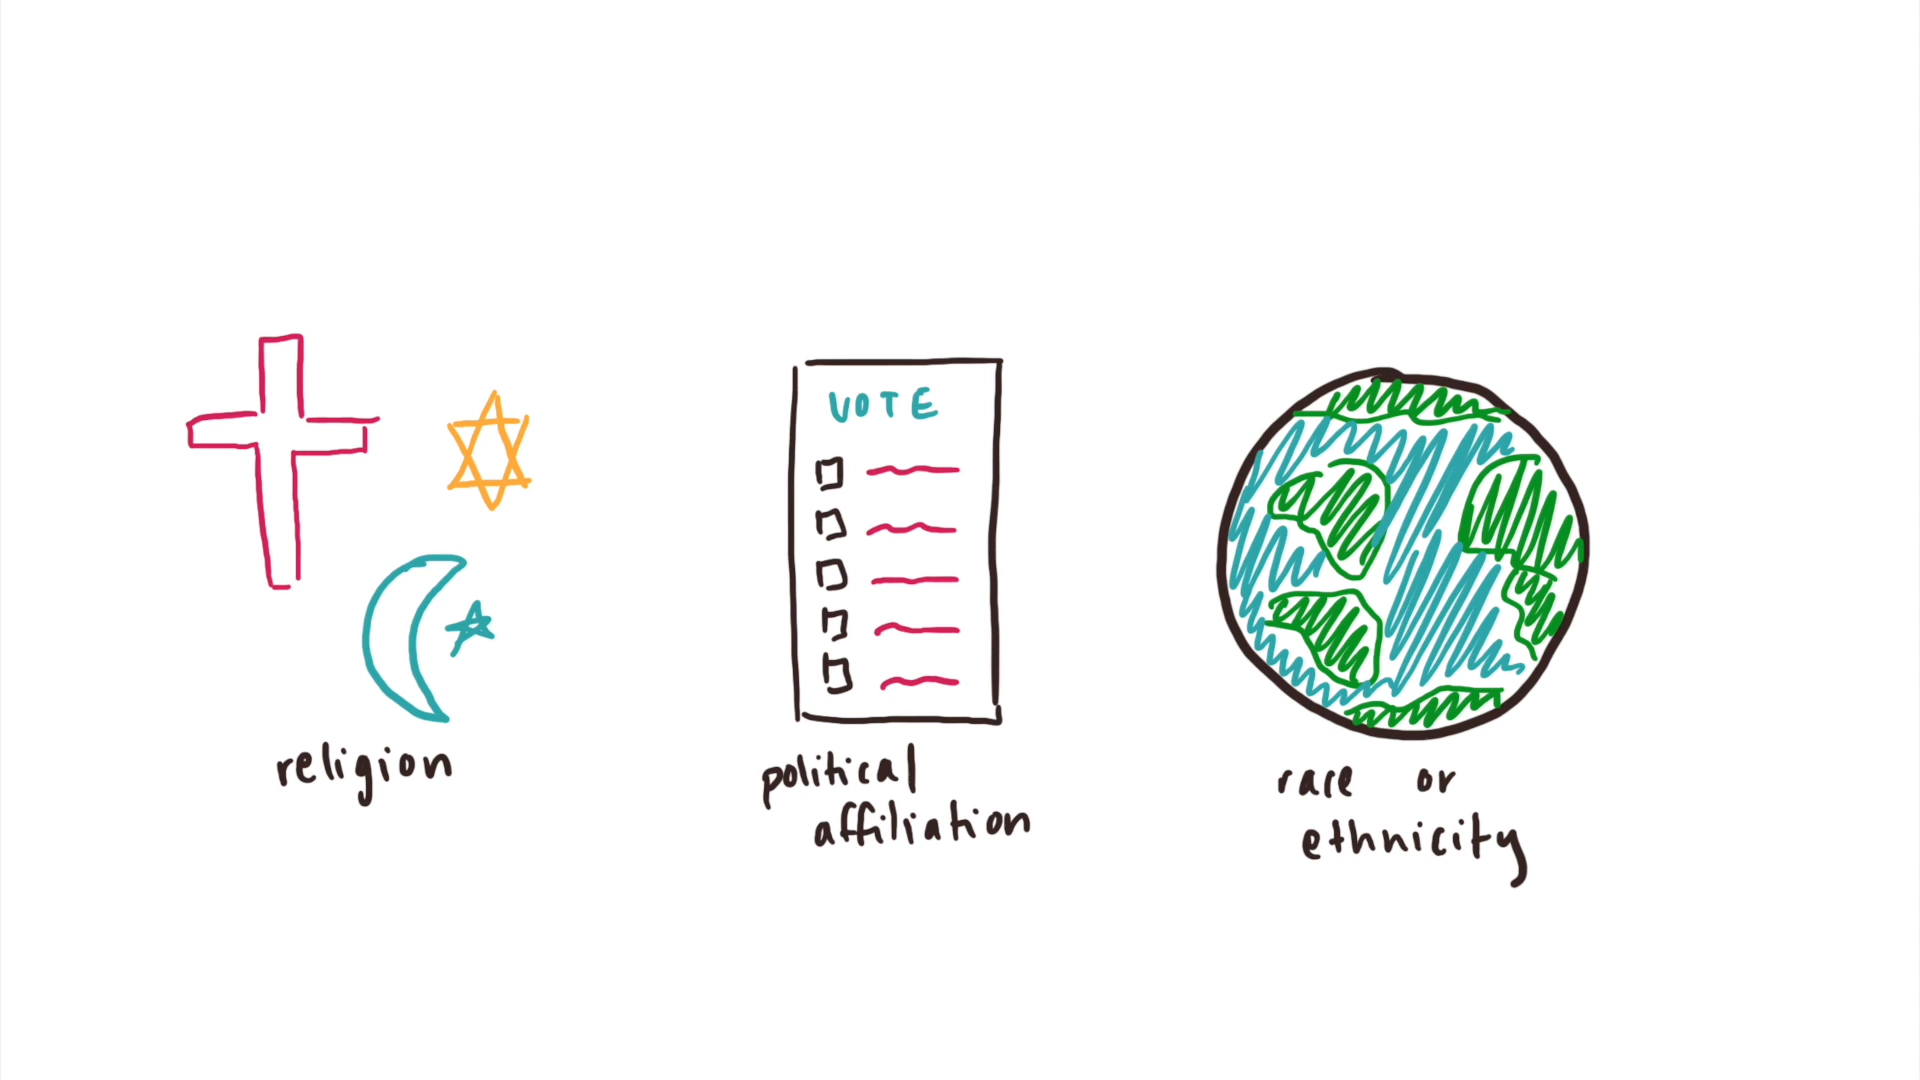 VOTE
religion
political
affiliation
race or
ethnicity